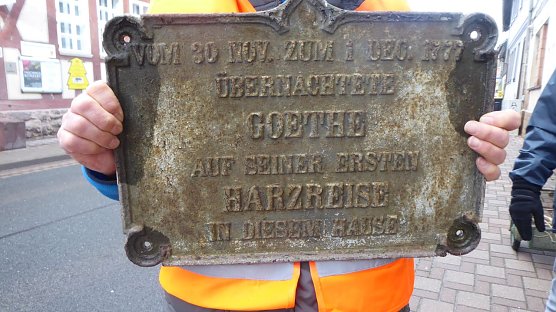 VOM 30 NOV. ZUM 1 DEC. 1777
ÜBERNACHTETE
GOETHE
AUF SEINER ERSTEN
HARZREISE
IN DIESEM HAUSE